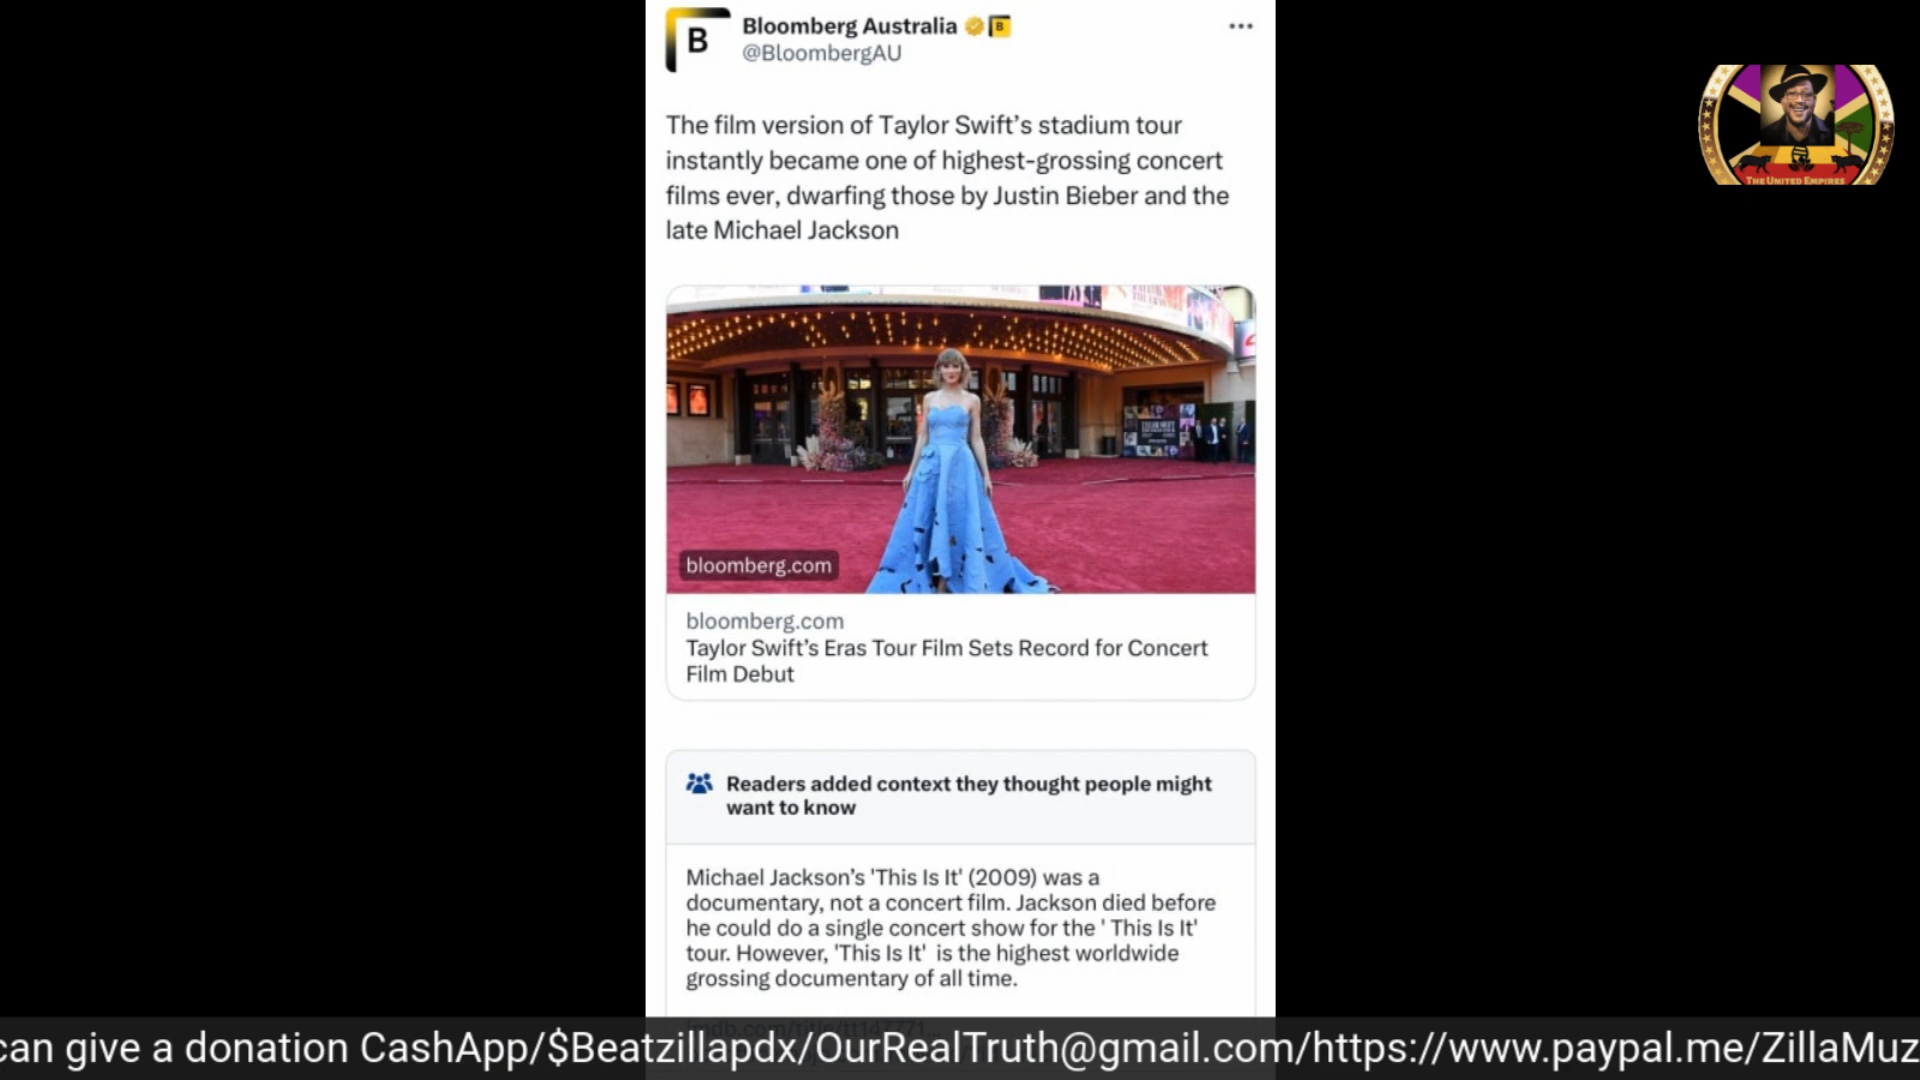 B
Bloomberg Australia
B
@BloombergAU
The film version of Taylor Swift's stadium tour
instantly became one of highest-grossing concert
films ever, dwarfing those by Justin Bieber and the
late Michael Jackson
bloomberg.com
bloomberg.com
Taylor Swift's Eras Tour Film Sets Record for Concert
Film Debut
Readers added context they thought people might
want to know
Michael Jackson's 'This Is It' (2009) was a
documentary, not a concert film. Jackson died before
he could do a single concert show for the ' This Is It'
tour. However, 'This Is It'  is the highest worldwide
grossing documentary of all time.
can give a donation CashApp/$Beatzillapdx/OurRealTruth@gmail.com/https://www.paypal.me/ZillaMuz
THE UNITED EMPIRES